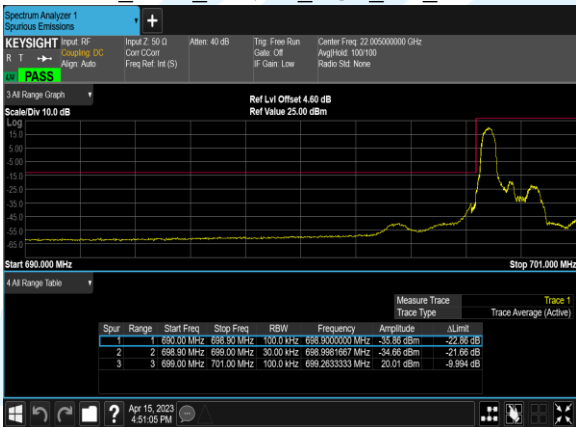 Spectrum Analyzer 1
Spurious Emissions
+
KEYSIGHT Input: RF Input Z: 50 Ω Atten: 40 dB Trig: Free Run Center Freq: 22.005000000 GHz
R T Coupling: DC Corr CCorr Gate: Off Avg|Hold: 100/100
Align: Auto Freq Ref: Int (S) IF Gain: Low Radio Std: None
PASS
3 All Range Graph Ref Lvl Offset 4.60 dB
Scale/Div 10.0 dB Ref Value 25.00 dBm
Log
15.0
5.00
-5.00
-15.0
-25.0
-35.0
-45.0
-55.0
-65.0
Start 690.000 MHz Stop 701.000 MHz
4 All Range Table
Measure Trace Trace 1
Trace Type Trace Average (Active)
Spur Range Start Freq Stop Freq RBW Frequency Amplitude ΔLimit
1 1 690.00 MHz 698.90 MHz 100.0 kHz 698.9000000 MHz -35.86 dBm -22.86 dB
2 2 698.90 MHz 699.00 MHz 30.00 kHz 698.9981667 MHz -34.66 dBm -21.66 dB
3 3 699.00 MHz 701.00 MHz 100.0 kHz 699.2633333 MHz 20.01 dBm -9.994 dB
? Apr 15, 2023
4:51:05 PM